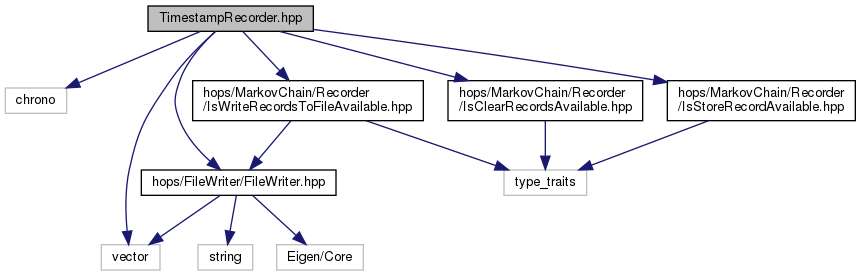 TimestampRecorder.hpp
chrono
hops/MarkovChain/Recorder
/IsWriteRecordsToFileAvailable.hpp
hops/MarkovChain/Recorder
/IsClearRecordsAvailable.hpp
hops/MarkovChain/Recorder
/IsStoreRecordAvailable.hpp
hops/FileWriter/FileWriter.hpp
type_traits
vector
string
Eigen/Core